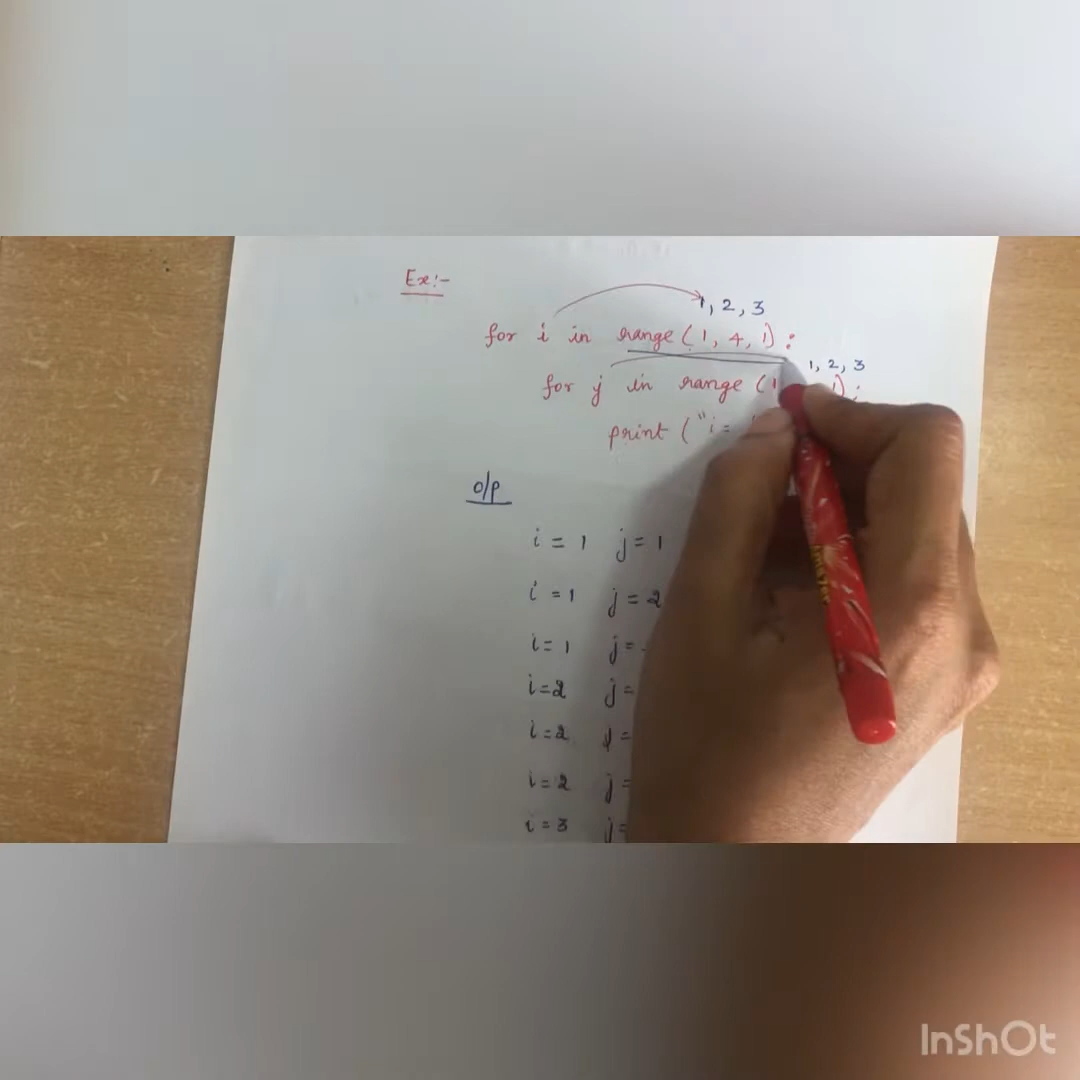 Ex:-
1, 2, 3
for i in range (1, 4, 1) :
1, 2, 3
for j in range (1 1) :
print ("i =
o/p
i = 1 j = 1
i = 1 j = 2
i = 1 j =
i = 2 j =
i = 2 j =
i = 2 j =
i = 3 j =
InShOt